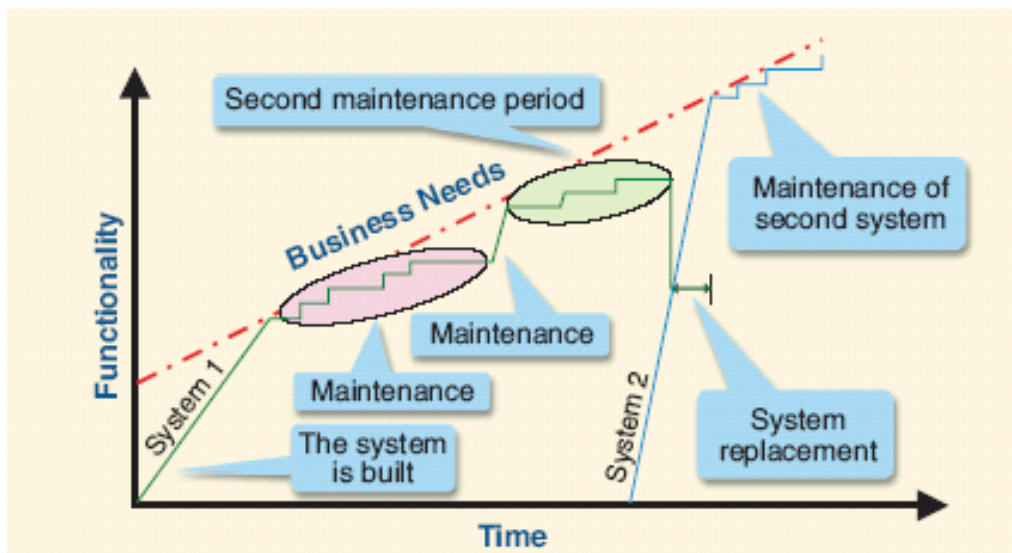 Second maintenance period
Business Needs
Maintenance of
second system
Functionality
Maintenance
Maintenance
System 1
The system
is built
System 2
System
replacement
Time